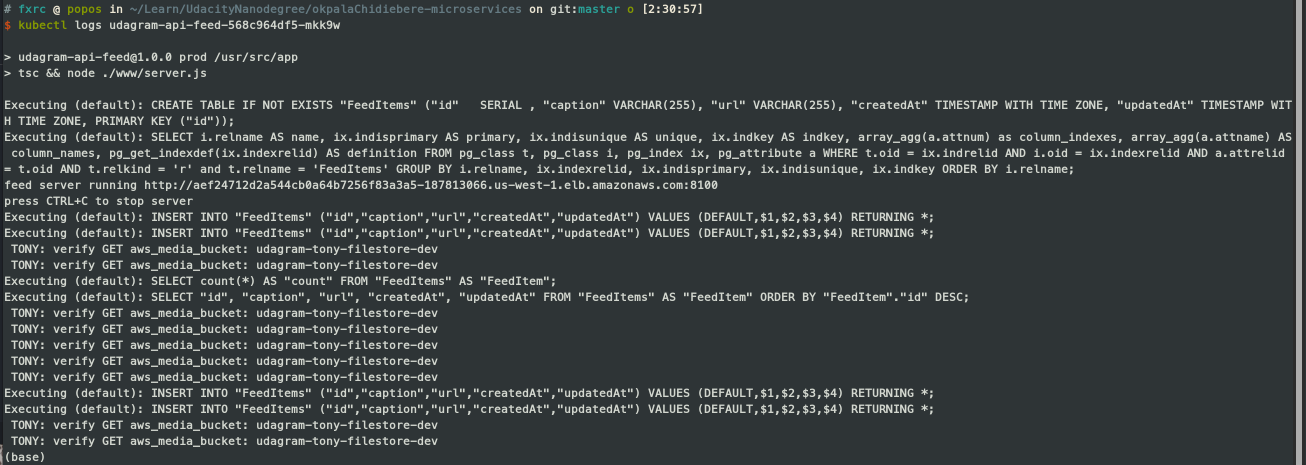 # fxrc @ popos in ~/Learn/UdacityNanodegree/okpalaChidiebere-microservices on git:master o [2:30:57]
$ kubectl logs udagram-api-feed-568c964df5-mkk9w
> udagram-api-feed@1.0.0 prod /usr/src/app
> tsc && node ./www/server.js
Executing (default): CREATE TABLE IF NOT EXISTS "FeedItems" ("id"   SERIAL , "caption" VARCHAR(255), "url" VARCHAR(255), "createdAt" TIMESTAMP WITH TIME ZONE, "updatedAt" TIMESTAMP WIT
H TIME ZONE, PRIMARY KEY ("id"));
Executing (default): SELECT i.relname AS name, ix.indisprimary AS primary, ix.indisunique AS unique, ix.indkey AS indkey, array_agg(a.attnum) as column_indexes, array_agg(a.attname) AS
 column_names, pg_get_indexdef(ix.indexrelid) AS definition FROM pg_class t, pg_class i, pg_index ix, pg_attribute a WHERE t.oid = ix.indrelid AND i.oid = ix.indexrelid AND a.attrelid
= t.oid AND t.relkind = 'r' and t.relname = 'FeedItems' GROUP BY i.relname, ix.indexrelid, ix.indisprimary, ix.indisunique, ix.indkey ORDER BY i.relname;
feed server running http://aef24712d2a544cb0a64b7256f83a3a5-187813066.us-west-1.elb.amazonaws.com:8100
press CTRL+C to stop server
Executing (default): INSERT INTO "FeedItems" ("id","caption","url","createdAt","updatedAt") VALUES (DEFAULT,$1,$2,$3,$4) RETURNING *;
Executing (default): INSERT INTO "FeedItems" ("id","caption","url","createdAt","updatedAt") VALUES (DEFAULT,$1,$2,$3,$4) RETURNING *;
 TONY: verify GET aws_media_bucket: udagram-tony-filestore-dev
 TONY: verify GET aws_media_bucket: udagram-tony-filestore-dev
Executing (default): SELECT count(*) AS "count" FROM "FeedItems" AS "FeedItem";
Executing (default): SELECT "id", "caption", "url", "createdAt", "updatedAt" FROM "FeedItems" AS "FeedItem" ORDER BY "FeedItem"."id" DESC;
 TONY: verify GET aws_media_bucket: udagram-tony-filestore-dev
 TONY: verify GET aws_media_bucket: udagram-tony-filestore-dev
 TONY: verify GET aws_media_bucket: udagram-tony-filestore-dev
 TONY: verify GET aws_media_bucket: udagram-tony-filestore-dev
 TONY: verify GET aws_media_bucket: udagram-tony-filestore-dev
Executing (default): INSERT INTO "FeedItems" ("id","caption","url","createdAt","updatedAt") VALUES (DEFAULT,$1,$2,$3,$4) RETURNING *;
Executing (default): INSERT INTO "FeedItems" ("id","caption","url","createdAt","updatedAt") VALUES (DEFAULT,$1,$2,$3,$4) RETURNING *;
 TONY: verify GET aws_media_bucket: udagram-tony-filestore-dev
 TONY: verify GET aws_media_bucket: udagram-tony-filestore-dev
(base)